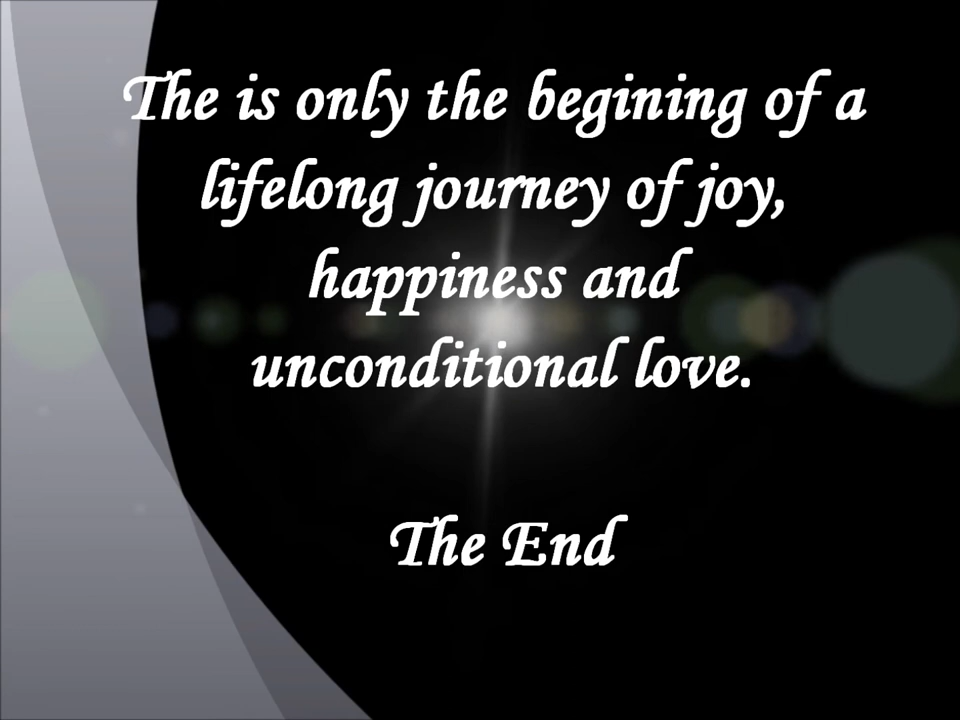 The is only the begining of a
lifelong journey of joy,
happiness and
unconditional love.
The End